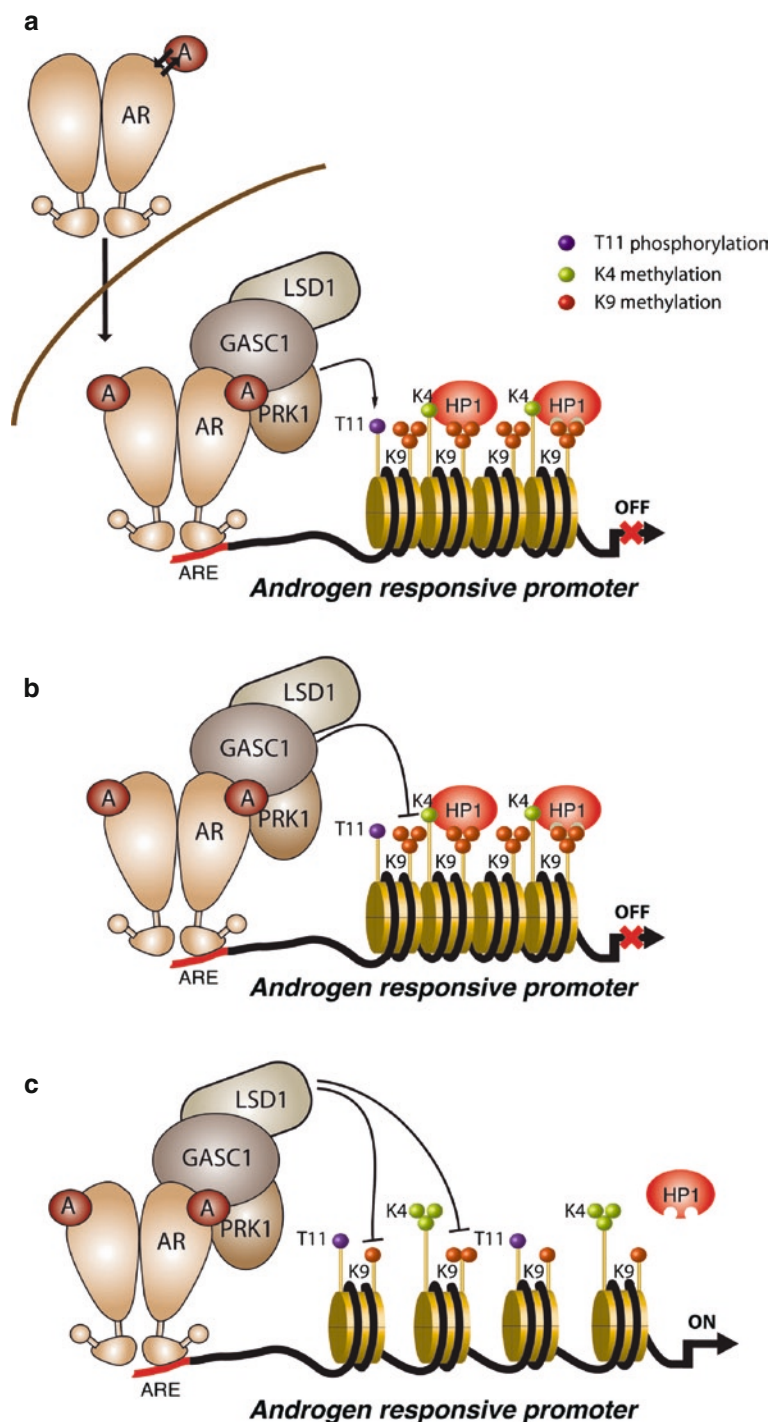 a
A
AR
T11 phosphorylation
K4 methylation
K9 methylation
LSD1
GASC1
A
A
AR
PRK1
T11
K4
HP1
K4
HP1
K9
K9
K9
K9
OFF
ARE
Androgen responsive promoter
b
LSD1
GASC1
A
A
AR
PRK1
T11
K4
HP1
K4
HP1
K9
K9
K9
K9
OFF
ARE
Androgen responsive promoter
c
LSD1
GASC1
A
A
AR
PRK1
T11
K4
T11
K4
HP1
K9
K9
K9
K9
ON
ARE
Androgen responsive promoter